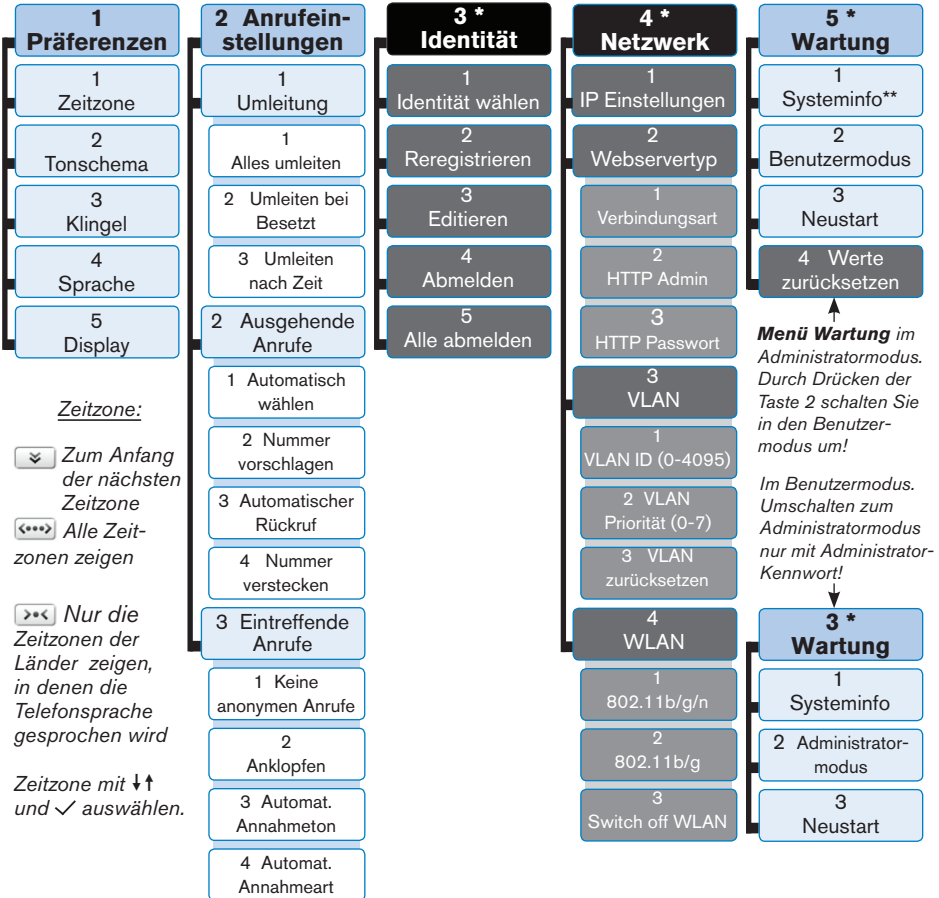 1
Präferenzen
1
Zeitzone
2
Tonschema
3
Klingel
4
Sprache
5
Display
Zeitzone:
Zum Anfang
der nächsten
Zeitzone
Alle Zeit-
zonen zeigen
Nur die
Zeitzonen der
Länder zeigen,
in denen die
Telefonsprache
gesprochen wird
Zeitzone mit ↓↑
und ✓ auswählen.
2 Anrufein-
stellungen
1
Umleitung
1
Alles umleiten
2 Umleiten bei
Besetzt
3 Umleiten
nach Zeit
2 Ausgehende
Anrufe
1 Automatisch
wählen
2 Nummer
vorschlagen
3 Automatischer
Rückruf
4 Nummer
verstecken
3 Eintreffende
Anrufe
1 Keine
anonymen Anrufe
2
Anklopfen
3 Automat.
Annahmeton
4 Automat.
Annahmeart
3 *
Identität
1
Identität wählen
2
Reregistrieren
3
Editieren
4
Abmelden
5
Alle abmelden
4 *
Netzwerk
1
IP Einstellungen
2
Webservertyp
1
Verbindungsart
2
HTTP Admin
3
HTTP Passwort
3
VLAN
1
VLAN ID (0-4095)
2 VLAN
Priorität (0-7)
3 VLAN
zurücksetzen
4
WLAN
1
802.11b/g/n
2
802.11b/g
3
Switch off WLAN
5 *
Wartung
1
Systeminfo**
2
Benutzermodus
3
Neustart
4 Werte
zurücksetzen
Menü Wartung im
Administratormodus.
Durch Drücken der
Taste 2 schalten Sie
in den Benutzer-
modus um!
Im Benutzermodus.
Umschalten zum
Administratormodus
nur mit Administrator-
Kennwort!
3 *
Wartung
1
Systeminfo
2 Administrator-
modus
3
Neustart